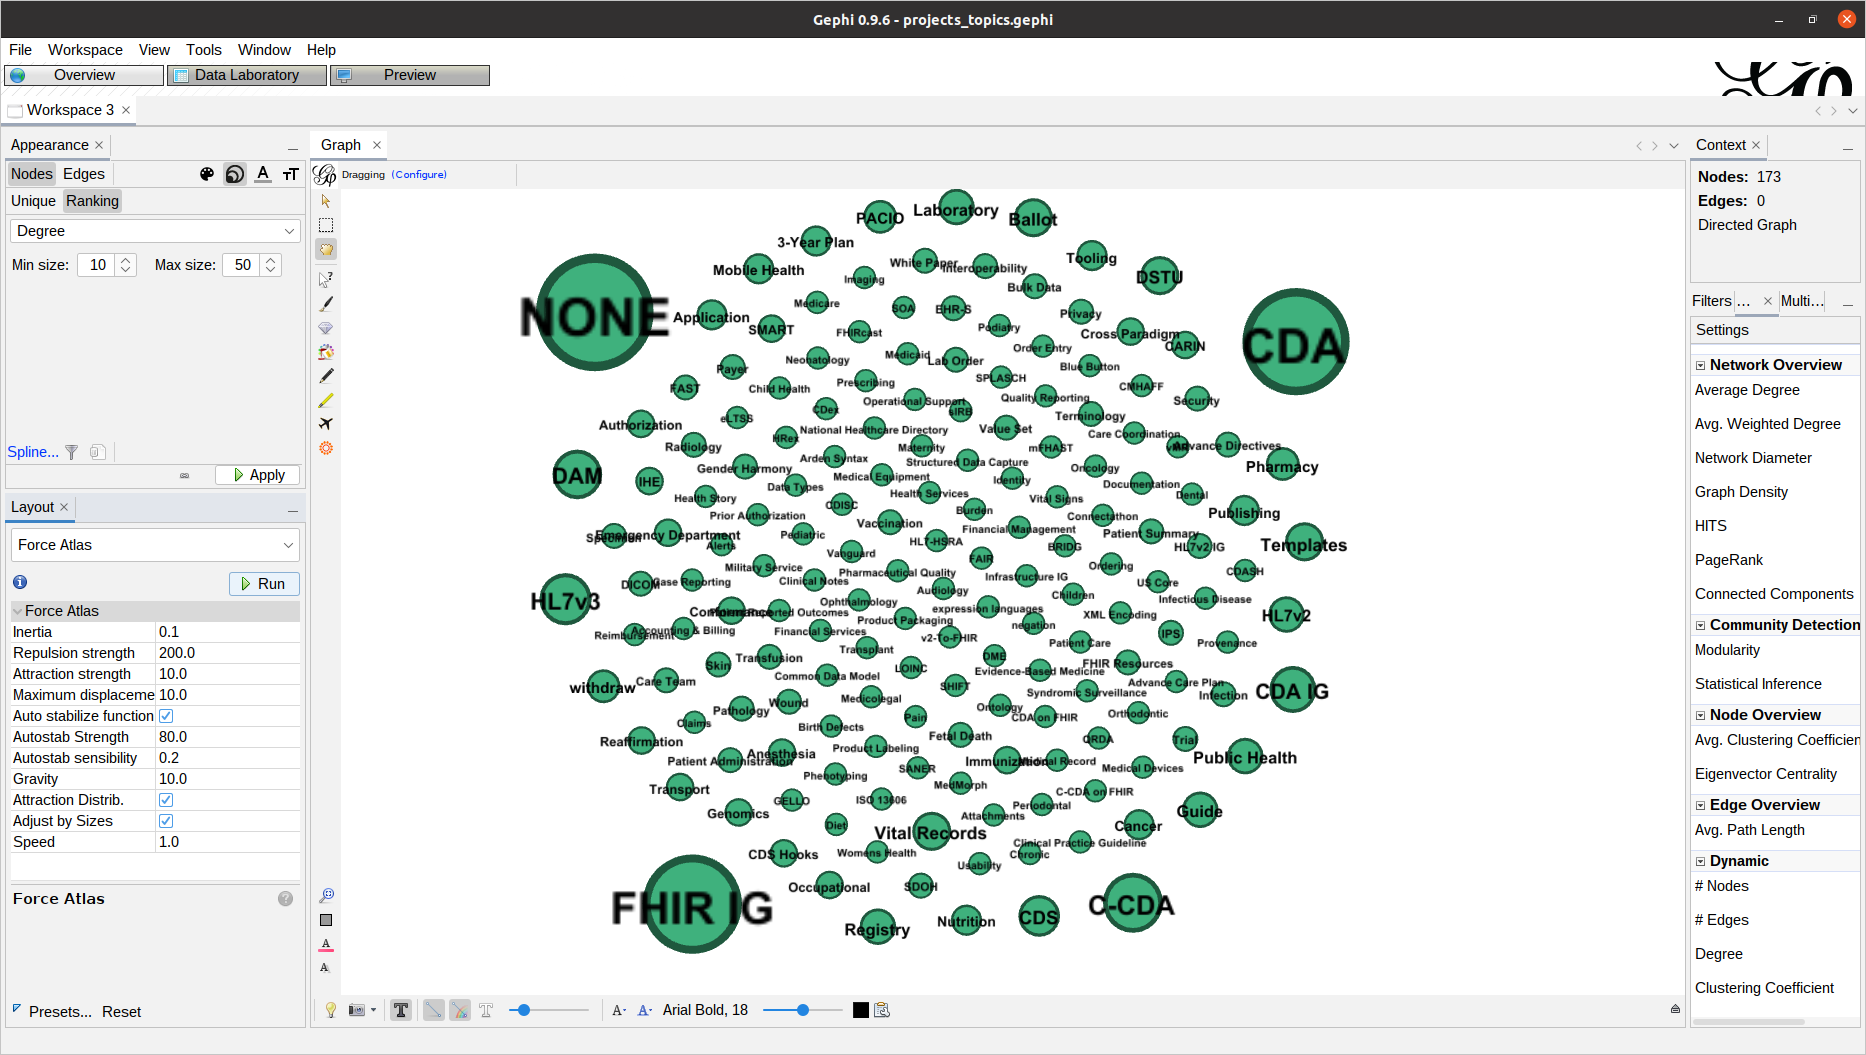 Gephi 0.9.6 - projects_topics.gephi
File Workspace View Tools Window Help
Overview Data Laboratory Preview
Workspace 3
Appearance
Nodes Edges
Unique Ranking
Degree
Min size: 10 Max size: 50
Spline...
Apply
Layout
Force Atlas
Run
Force Atlas
Inertia 0.1
Repulsion strength 200.0
Attraction strength 10.0
Maximum displaceme 10.0
Auto stabilize function
Autostab Strength 80.0
Autostab sensibility 0.2
Gravity 10.0
Attraction Distrib.
Adjust by Sizes
Speed 1.0
Force Atlas
Presets... Reset
Graph
Dragging (Configure)
PACIO Laboratory Ballot
3-Year Plan
Tooling
White Paper Interoperability
Mobile Health
Imaging
DSTU
Bulk Data
Medicare SOA EHR-S Privacy
NONE
Application
SMART FHIRcast Podiatry Cross Paradigm
CARIN
CDA
Order Entry
Neonatology Medicaid Lab Order
Payer Blue Button
SPLASCH
FAST Child Health Prescribing CMHAFF
Operational Support Quality Reporting Security
CDex sIRB
eLTSS Terminology
Authorization
National Healthcare Directory Value Set Care Coordination
HRex
Radiology Maternity mFHAST vMR Advance Directives
Arden Syntax Structured Data Capture
Gender Harmony Oncology Pharmacy
DAM IHE Medical Equipment Identity
Data Types Documentation
Health Story Health Services Vital Signs Dental
CDISC Burden
Prior Authorization Connectathon Publishing
Vaccination Financial Management
Specimen Emergency Department Pediatric Patient Summary
Alerts HL7-HSRA BRIDG HL7v2 IG Templates
Vanguard FAIR
Military Service Pharmaceutical Quality Ordering CDASH
DICOM Case Reporting Clinical Notes Infrastructure IG US Core
Audiology Children
HL7v3 Ophthalmology Infectious Disease
Conformance Patient Reported Outcomes expression languages XML Encoding HL7v2
Product Packaging negation
Reimbursement Accounting & Billing Financial Services v2-To-FHIR IPS
Patient Care Provenance
Transplant
Skin Transfusion DME FHIR Resources
LOINC Evidence-Based Medicine
Common Data Model
withdraw Care Team SHIFT Advance Care Plan
Syndromic Surveillance Infection CDA IG
Medicolegal
Wound Ontology
Pathology Pain CDA on FHIR Orthodontic
Claims Birth Defects
Fetal Death QRDA Trial
Reaffirmation
Product Labeling
Anesthesia
Patient Administration Immunization Medical Record Public Health
SANER Medical Devices
Phenotyping
Transport MedMorph C-CDA on FHIR
GELLO ISO 13606 Periodontal
Genomics Attachments Guide
Diet Cancer
Vital Records
Clinical Practice Guideline
CDS Hooks Womens Health Chronic
Usability
Occupational SDOH
FHIR IG C-CDA
Registry Nutrition CDS
Arial Bold, 18
Context
Nodes: 173
Edges: 0
Directed Graph
Filters ... Multi...
Settings
Network Overview
Average Degree
Avg. Weighted Degree
Network Diameter
Graph Density
HITS
PageRank
Connected Components
Community Detection
Modularity
Statistical Inference
Node Overview
Avg. Clustering Coefficien
Eigenvector Centrality
Edge Overview
Avg. Path Length
Dynamic
# Nodes
# Edges
Degree
Clustering Coefficient